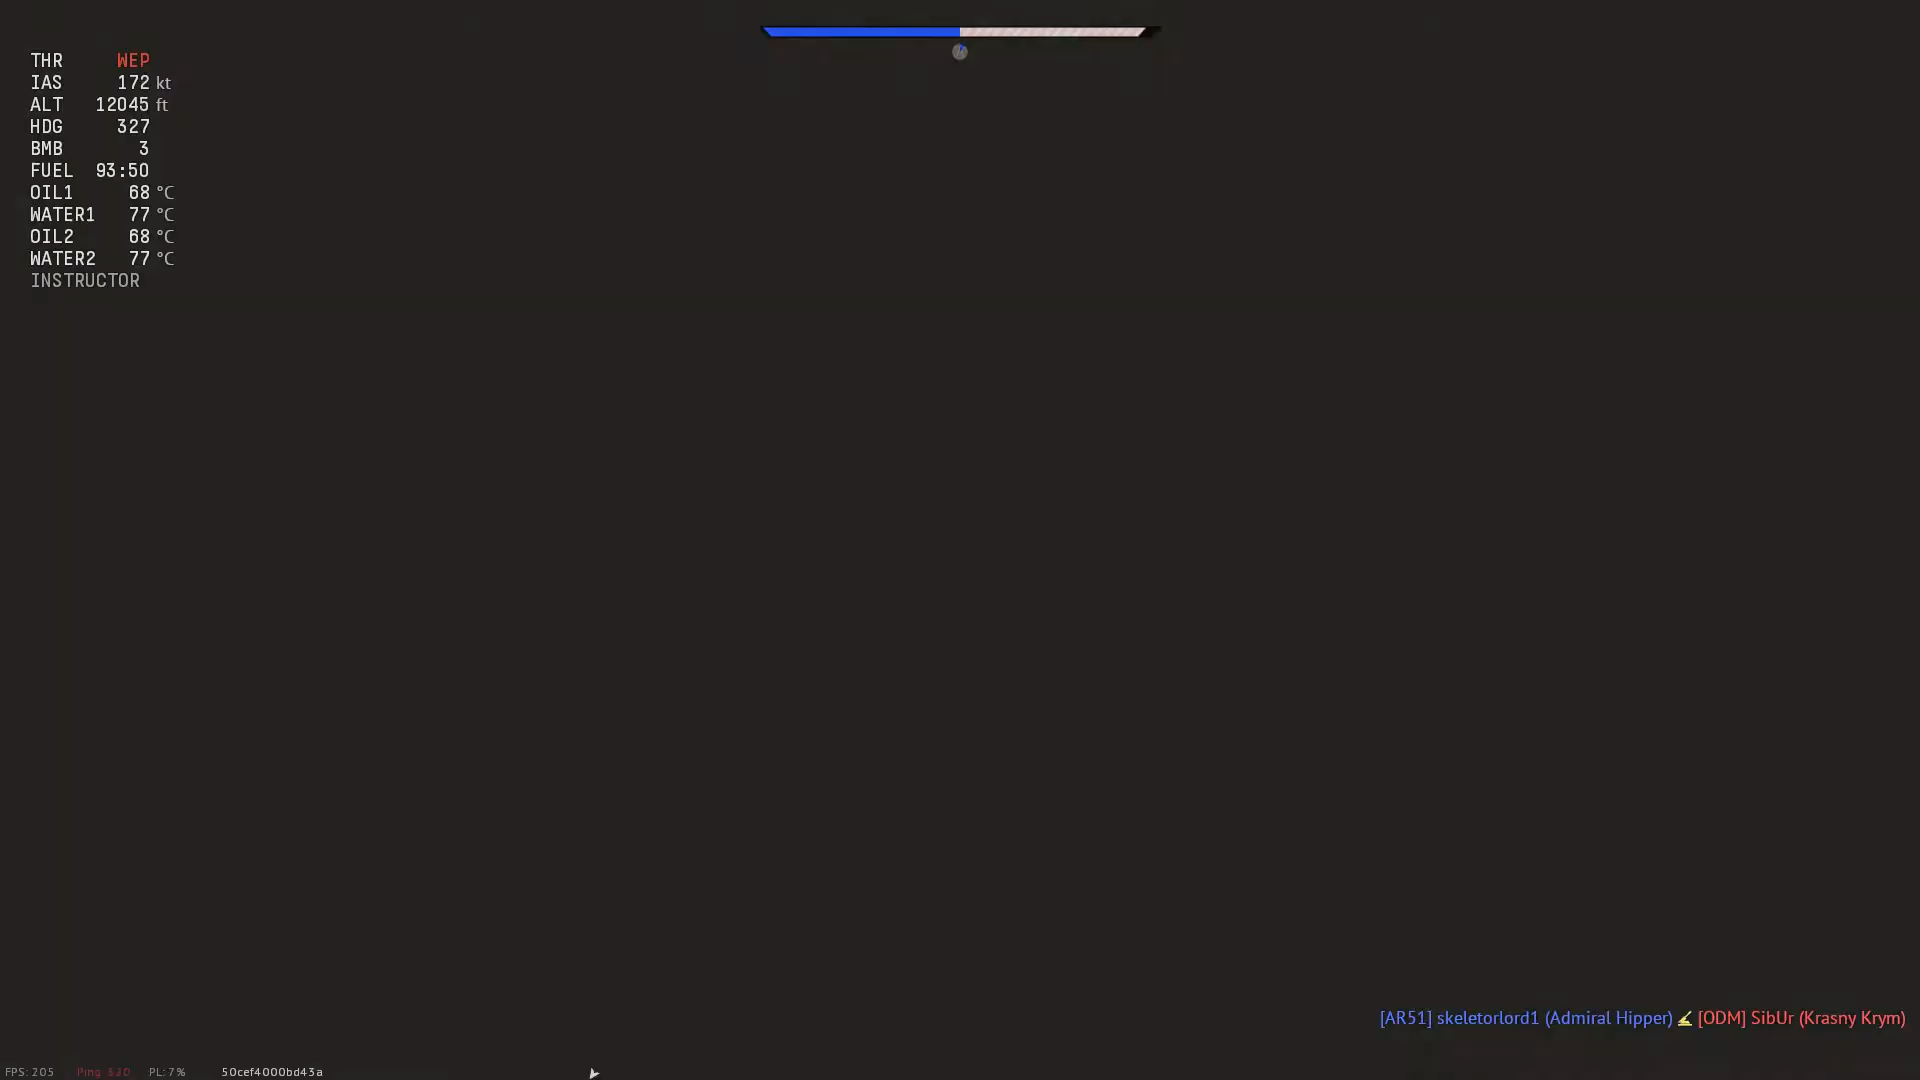 THR WEP
IAS 172 kt
ALT 12045 ft
HDG 327
BMB 3
FUEL 93:50
OIL1 68 °C
WATER1 77 °C
OIL2 68 °C
WATER2 77 °C
INSTRUCTOR
[AR51] skeletorlord1 (Admiral Hipper) [ODM] SibUr (Krasny Krym)
FPS: 205 Ping: PL: 7% 50cef4000bd43a